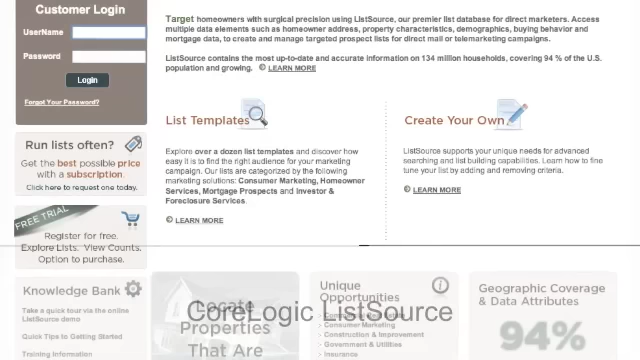 Customer Login
UserName
Password
Login
Forgot Your Password?
Run lists often?
Get the best possible price
with a subscription.
Click here to request one today.
FREE TRIAL
Register for free.
Explore Lists. View Counts.
Option to purchase.
Knowledge Bank
Take a quick tour via the online
ListSource demo
Quick Tips to Getting Started
Training Information
Target homeowners with surgical precision using ListSource, our premier list database for direct marketers. Access
multiple data elements such as homeowner address, property characteristics, demographics, buying behavior and
mortgage data, to create and manage targeted prospect lists for direct mail or telemarketing campaigns.
ListSource contains the most up-to-date and accurate information on 134 million households, covering 94 % of the U.S.
population and growing. LEARN MORE
List Templates
Explore over a dozen list templates and discover how
easy it is to find the right audience for your marketing
campaign. Our lists are categorized by the following
marketing solutions: Consumer Marketing, Homeowner
Services, Mortgage Prospects and Investor &
Foreclosure Services.
LEARN MORE
Create Your Own
ListSource supports your unique needs for advanced
searching and list building capabilities. Learn how to fine
tune your list by adding and removing criteria.
LEARN MORE
Locate
Properties
That Are
Unique
Opportunities
Consumer Marketing
Construction & Improvement
Government & Utilities
Insurance
Geographic Coverage
& Data Attributes
94%
CoreLogic ListSource